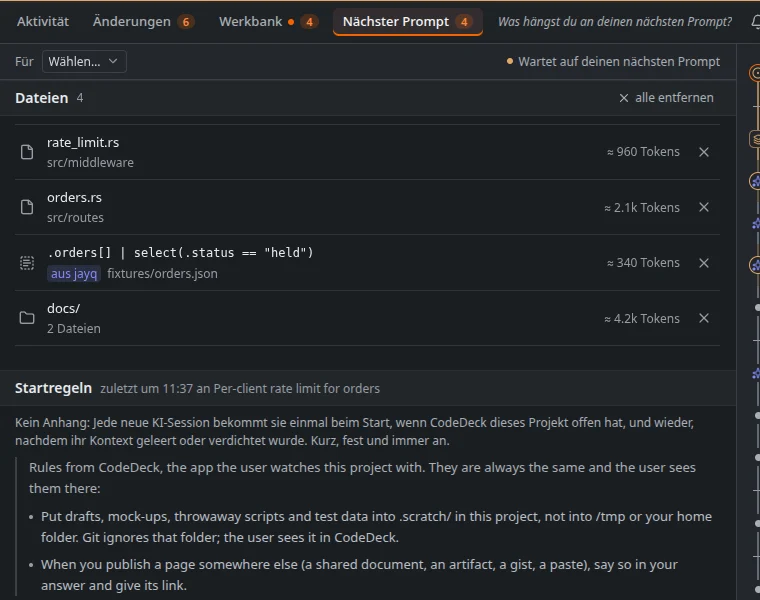 Aktivität Änderungen 6 Werkbank 4 Nächster Prompt 4 Was hängst du an deinen nächsten Prompt?
Für Wählen... Wartet auf deinen nächsten Prompt
Dateien 4 alle entfernen
rate_limit.rs
src/middleware
≈ 960 Tokens
orders.rs
src/routes
≈ 2.1k Tokens
.orders[] | select(.status == "held")
aus jayq fixtures/orders.json
≈ 340 Tokens
docs/
2 Dateien
≈ 4.2k Tokens
Startregeln zuletzt um 11:37 an Per-client rate limit for orders
Kein Anhang: Jede neue KI-Session bekommt sie einmal beim Start, wenn CodeDeck dieses Projekt offen hat, und wieder,
nachdem ihr Kontext geleert oder verdichtet wurde. Kurz, fest und immer an.
Rules from CodeDeck, the app the user watches this project with. They are always the same and the user sees
them there:
• Put drafts, mock-ups, throwaway scripts and test data into .scratch/ in this project, not into /tmp or your home
folder. Git ignores that folder; the user sees it in CodeDeck.
• When you publish a page somewhere else (a shared document, an artifact, a gist, a paste), say so in your
answer and give its link.